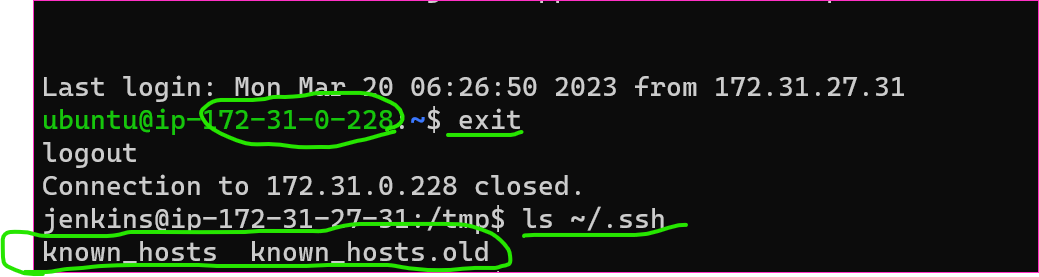 Last login: Mon Mar 20 06:26:50 2023 from 172.31.27.31
ubuntu@ip-172-31-0-228:~$ exit
logout
Connection to 172.31.0.228 closed.
jenkins@ip-172-31-27-31:/tmp$ ls ~/.ssh
known_hosts  known_hosts.old